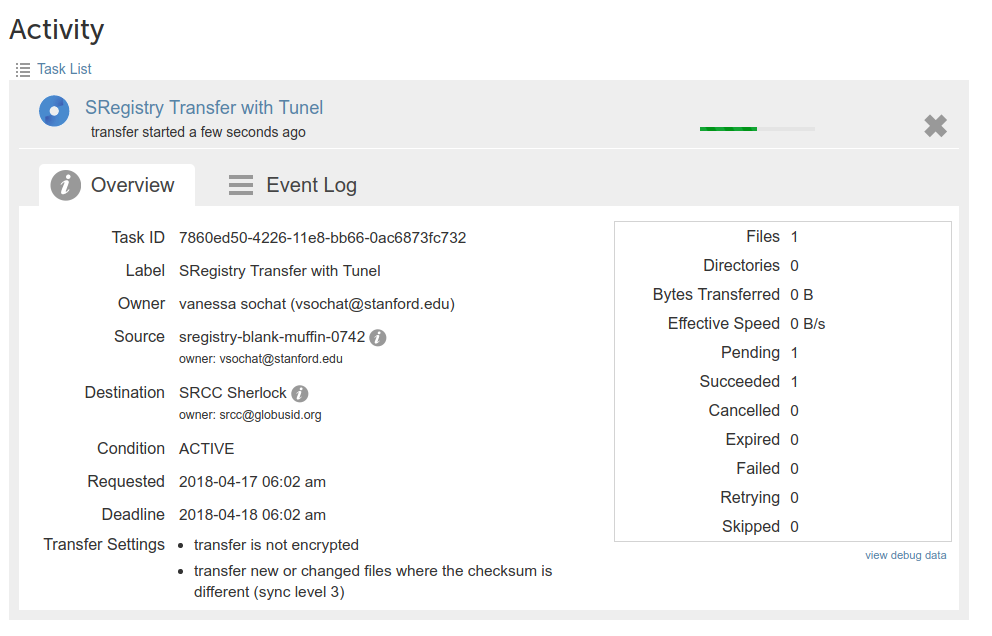 Activity
Task List
SRegistry Transfer with Tunel
transfer started a few seconds ago
Overview
Event Log
Task ID 7860ed50-4226-11e8-bb66-0ac6873fc732
Label SRegistry Transfer with Tunel
Owner vanessa sochat (vsochat@stanford.edu)
Source sregistry-blank-muffin-0742
owner: vsochat@stanford.edu
Destination SRCC Sherlock
owner: srcc@globusid.org
Condition ACTIVE
Requested 2018-04-17 06:02 am
Deadline 2018-04-18 06:02 am
Transfer Settings • transfer is not encrypted
• transfer new or changed files where the checksum is
different (sync level 3)
Files 1
Directories 0
Bytes Transferred 0 B
Effective Speed 0 B/s
Pending 1
Succeeded 1
Cancelled 0
Expired 0
Failed 0
Retrying 0
Skipped 0
view debug data